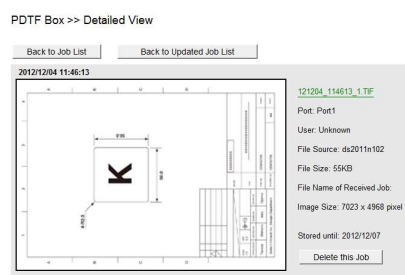 PDTF Box >> Detailed View
Back to Job List
Back to Updated Job List
2012/12/04 11:46:13
K
121204_114613_1.TIF
Port: Port1
User: Unknown
File Source: ds2011n102
File Size: 55KB
File Name of Received Job:
Image Size: 7023 x 4968 pixel
Stored until: 2012/12/07
Delete this Job